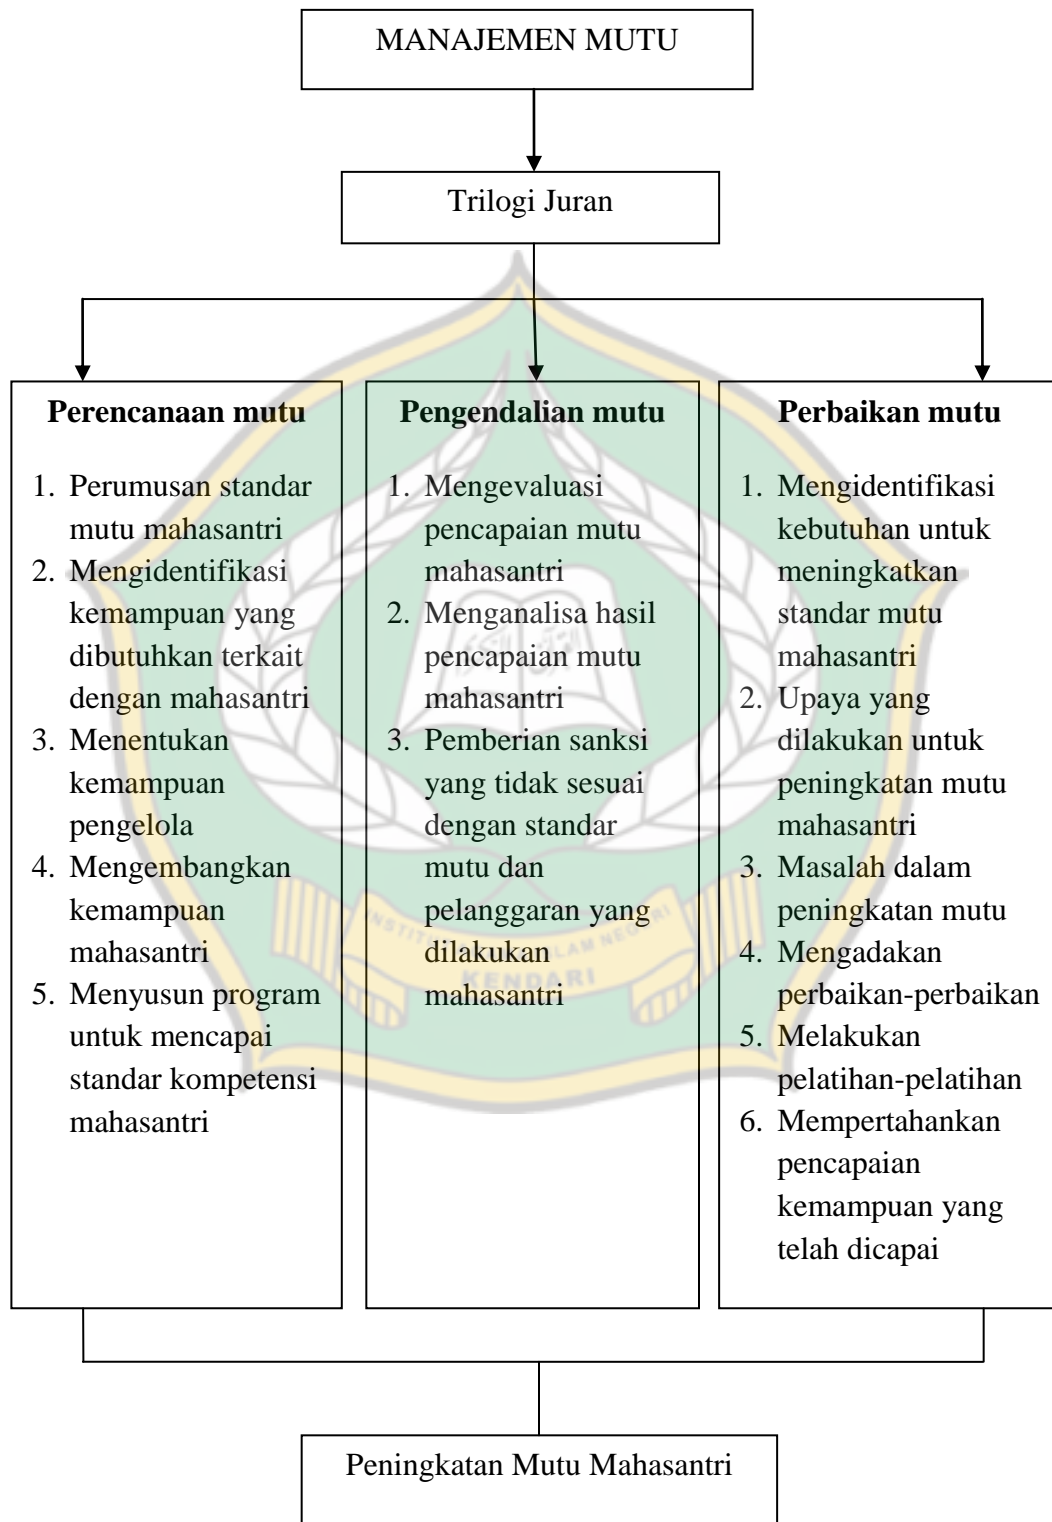 MANAJEMEN MUTU
Trilogi Juran
Perencanaan mutu
1. Perumusan standar
mutu mahasantri
2. Mengidentifikasi
kemampuan yang
dibutuhkan terkait
dengan mahasantri
3. Menentukan
kemampuan
pengelola
4. Mengembangkan
kemampuan
mahasantri
5. Menyusun program
untuk mencapai
standar kompetensi
mahasantri
Pengendalian mutu
1. Mengevaluasi
pencapaian mutu
mahasantri
2. Menganalisa hasil
pencapaian mutu
mahasantri
3. Pemberian sanksi
yang tidak sesuai
dengan standar
mutu dan
pelanggaran yang
dilakukan
mahasantri
Perbaikan mutu
1. Mengidentifikasi
kebutuhan untuk
meningkatkan
standar mutu
mahasantri
2. Upaya yang
dilakukan untuk
peningkatan mutu
mahasantri
3. Masalah dalam
peningkatan mutu
4. Mengadakan
perbaikan-perbaikan
5. Melakukan
pelatihan-pelatihan
6. Mempertahankan
pencapaian
kemampuan yang
telah dicapai
KENDARI
Peningkatan Mutu Mahasantri